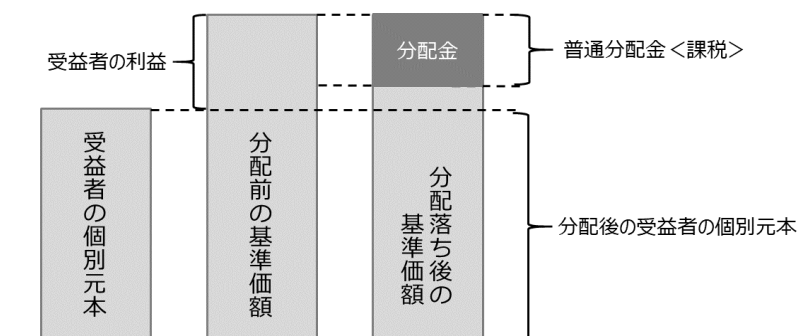 分配金
普通分配金＜課税＞
受益者の利益
受益者の個別元本
分配前の基準価額
分配落ち後の
基準価額
分配後の受益者の個別元本